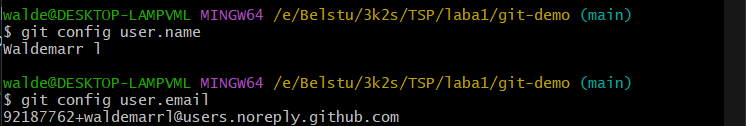 walde@DESKTOP-LAMPVML MINGW64 /e/Belstu/3k2s/TSP/laba1/git-demo (main)
$ git config user.name
Waldemarr l
walde@DESKTOP-LAMPVML MINGW64 /e/Belstu/3k2s/TSP/laba1/git-demo (main)
$ git config user.email
92187762+waldemarrl@users.noreply.github.com